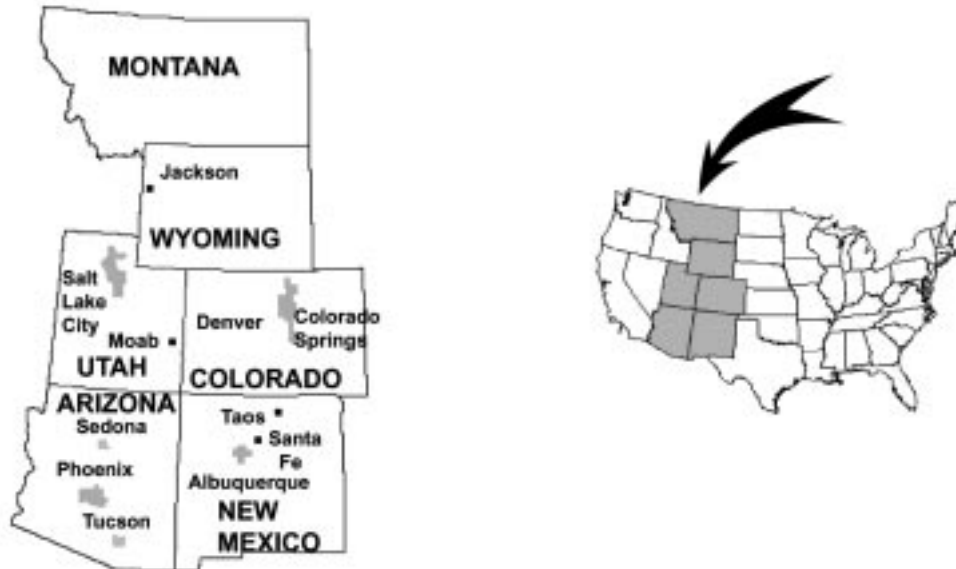 MONTANA
Jackson
WYOMING
Salt
Lake
City
Moab
UTAH
Denver
Colorado
Springs
COLORADO
ARIZONA
Sedona
Phoenix
Tucson
Taos
Santa
Fe
Albuquerque
NEW
MEXICO